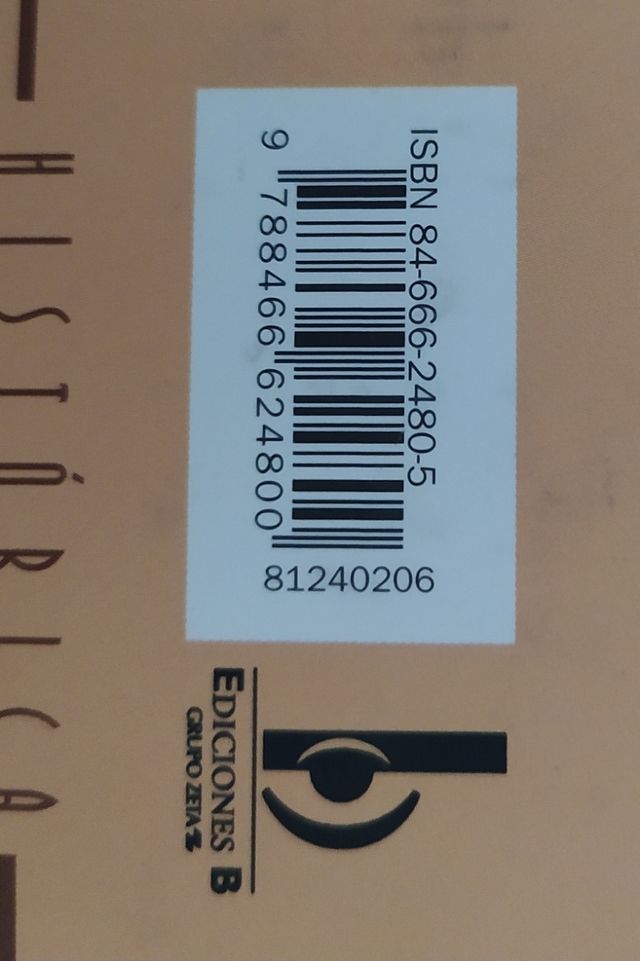 ISBN 84-666-2480-5
9 788466 624800
81240206
EDICIONES B
GRUPO ZETA
HISTÓRICA